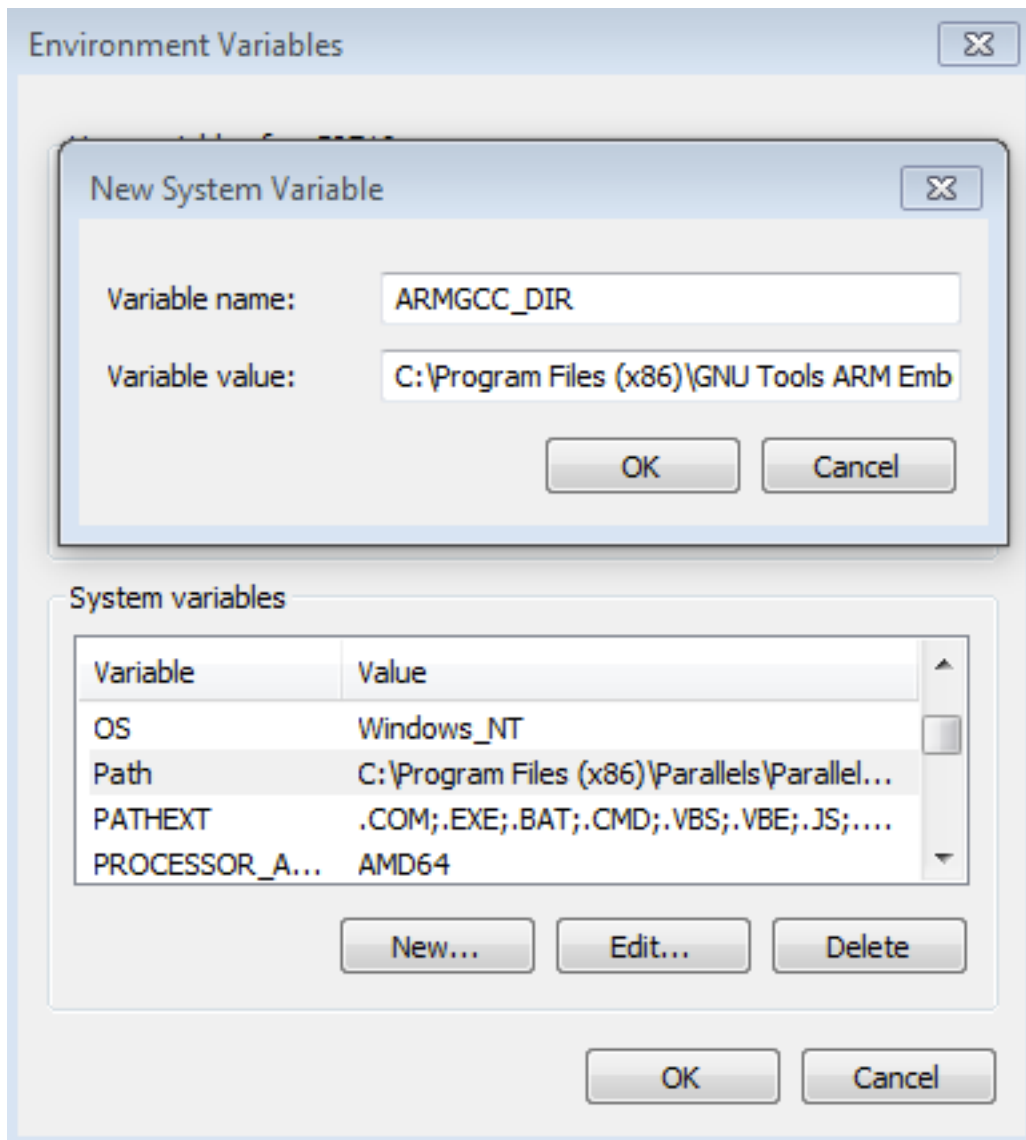 Environment Variables
New System Variable
Variable name: ARMGCC_DIR
Variable value: C:\Program Files (x86)\GNU Tools ARM Emb
OK Cancel
System variables
Variable Value
OS Windows_NT
Path C:\Program Files (x86)\Parallels\Parallel...
PATHEXT .COM;.EXE;.BAT;.CMD;.VBS;.VBE;.JS;....
PROCESSOR_A... AMD64
New... Edit... Delete
OK Cancel